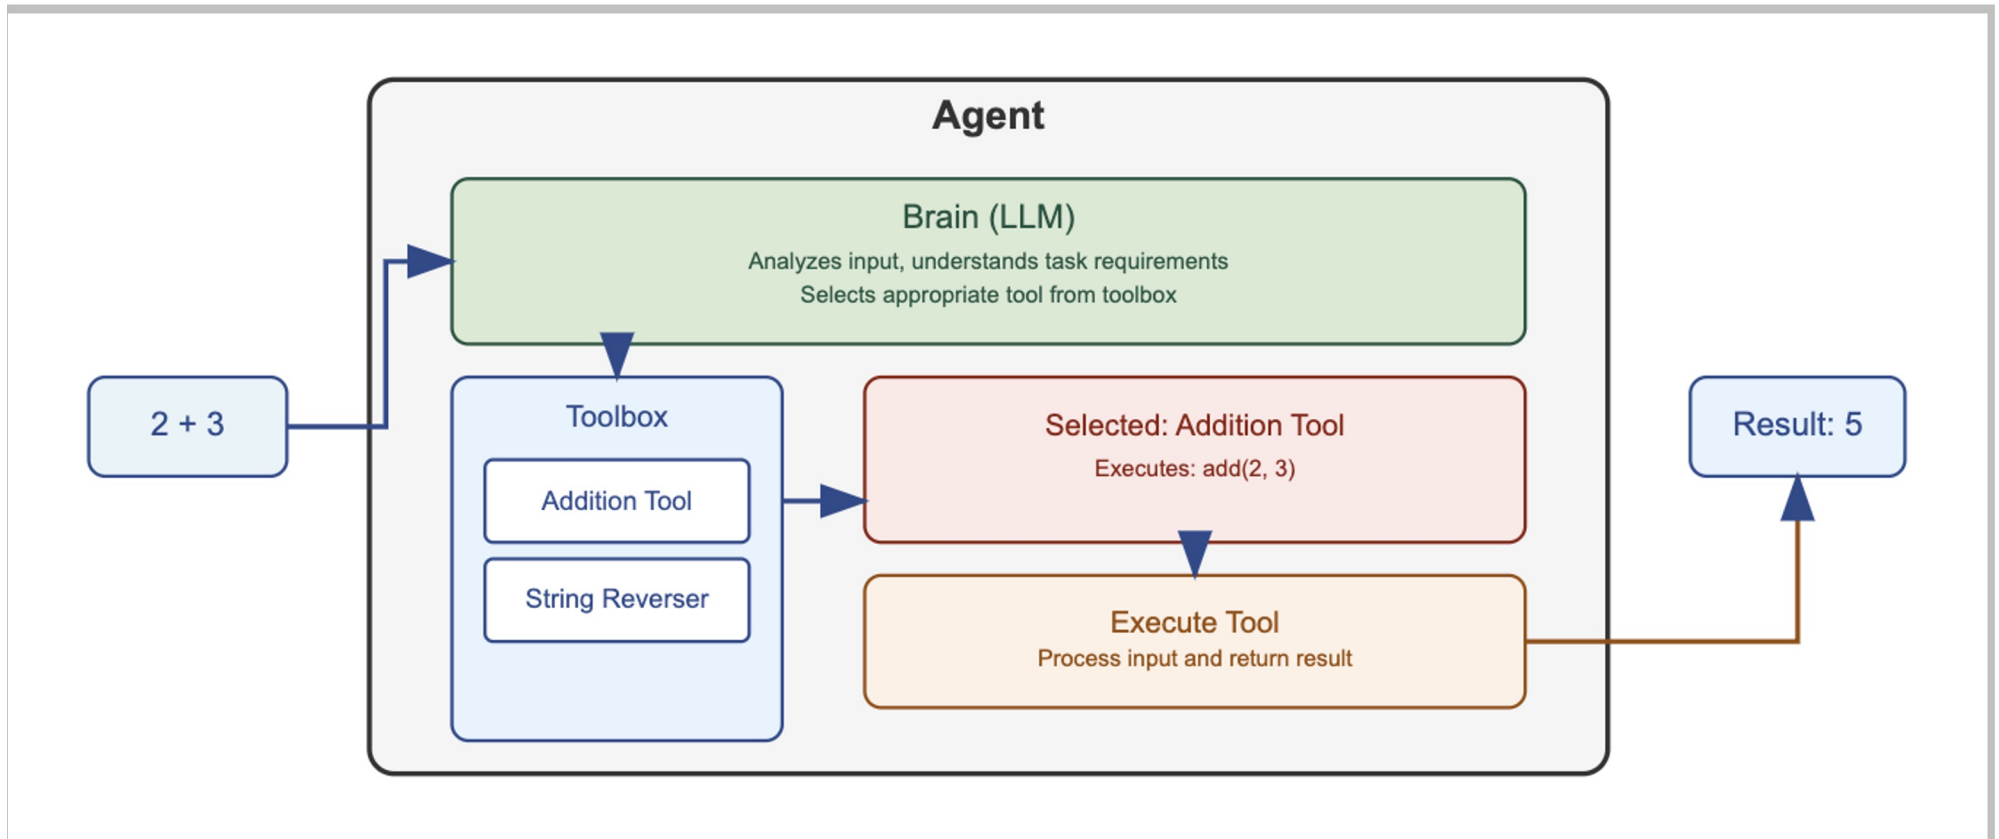 Agent
Brain (LLM)
Analyzes input, understands task requirements
Selects appropriate tool from toolbox
2 + 3
Toolbox
Addition Tool
String Reverser
Selected: Addition Tool
Executes: add(2, 3)
Execute Tool
Process input and return result
Result: 5